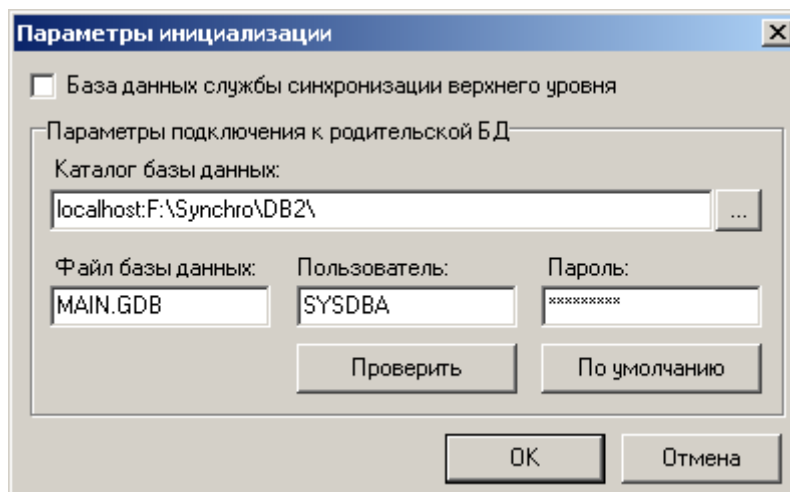 Параметры инициализации
База данных службы синхронизации верхнего уровня
Параметры подключения к родительской БД
Каталог базы данных:
localhost:F:\Synchro\DB2\
...
Файл базы данных: Пользователь: Пароль:
MAIN.GDB SYSDBA *********
Проверить По умолчанию
OK Отмена